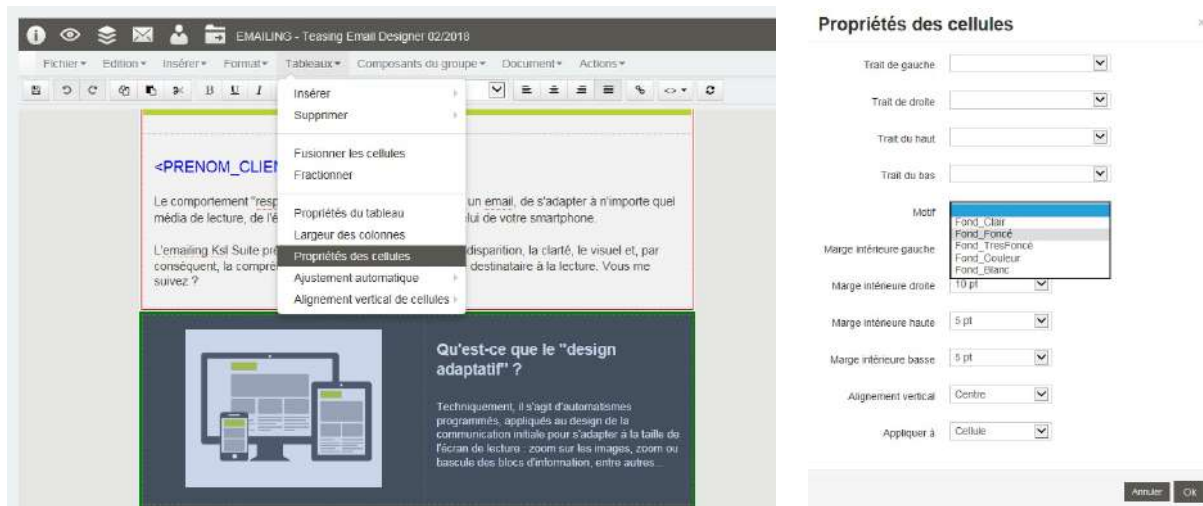 EMAILING - Teasing Email Designer 02/2018
Fichier Edition Insérer Format Tableaux Composants du groupe Document Actions
B U I
Insérer
Supprimer
Fusionner les cellules
Fractionner
Propriétés du tableau
Largeur des colonnes
Propriétés des cellules
Ajustement automatique
Alignement vertical de cellules
<PRENOM_CLIE
Le comportement "resp un email, de s'adapter à n'importe quel
média de lecture, de l'é lui de votre smartphone.
L'emailing Ksl Suite pré disparition, la clarté, le visuel et, par
conséquent, la compré destinataire à la lecture. Vous me
suivez ?
Qu'est-ce que le "design
adaptatif" ?
Techniquement, il s'agit d'automatismes
programmés, appliqués au design de la
communication initiale pour s'adapter à la taille de
l'écran de lecture : zoom sur les images, zoom ou
bascule des blocs d'information, entre autres...
Propriétés des cellules
Trait de gauche
Trait de droite
Trait du haut
Trait du bas
Motif
Fond_Clair
Fond_Foncé
Fond_TresFoncé
Fond_Couleur
Fond_Blanc
Marge intérieure gauche
Marge intérieure droite 10 pt
Marge intérieure haute 5 pt
Marge intérieure basse 5 pt
Alignement vertical Centre
Appliquer à Cellule
Annuler Ok